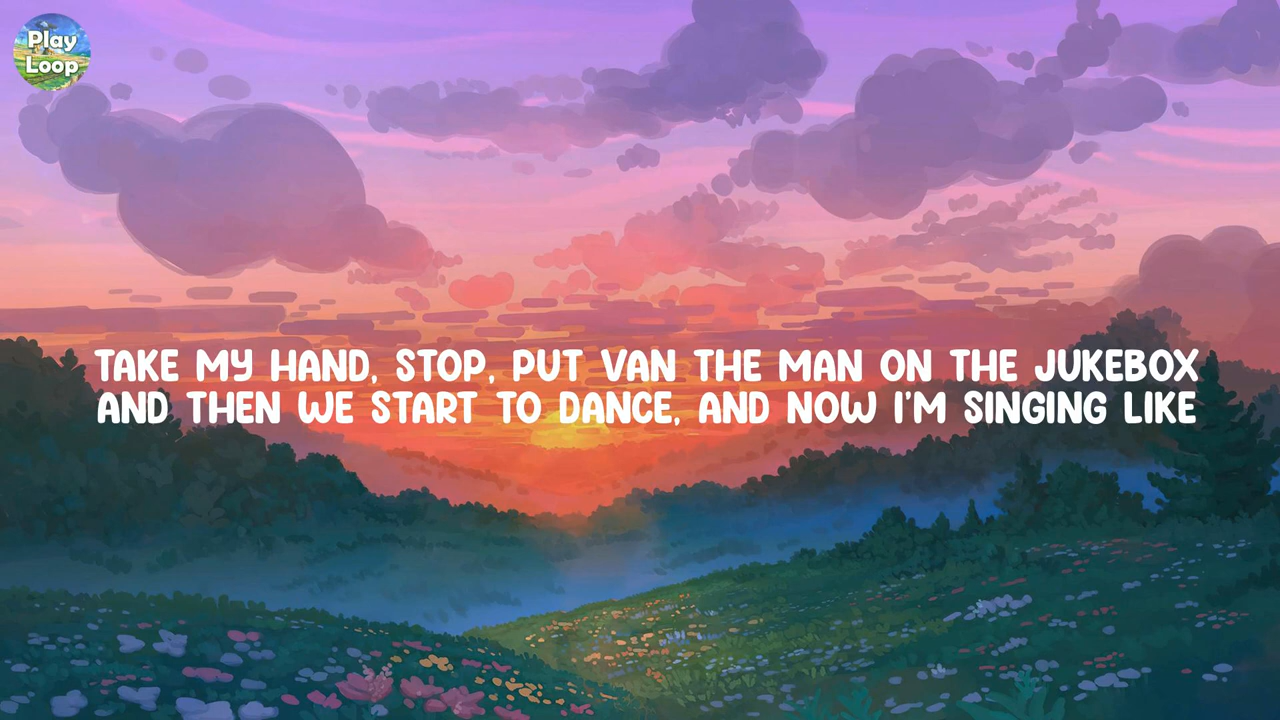 Play
Loop
TAKE MY HAND, STOP, PUT VAN THE MAN ON THE JUKEBOX
AND THEN WE START TO DANCE, AND NOW I'M SINGING LIKE